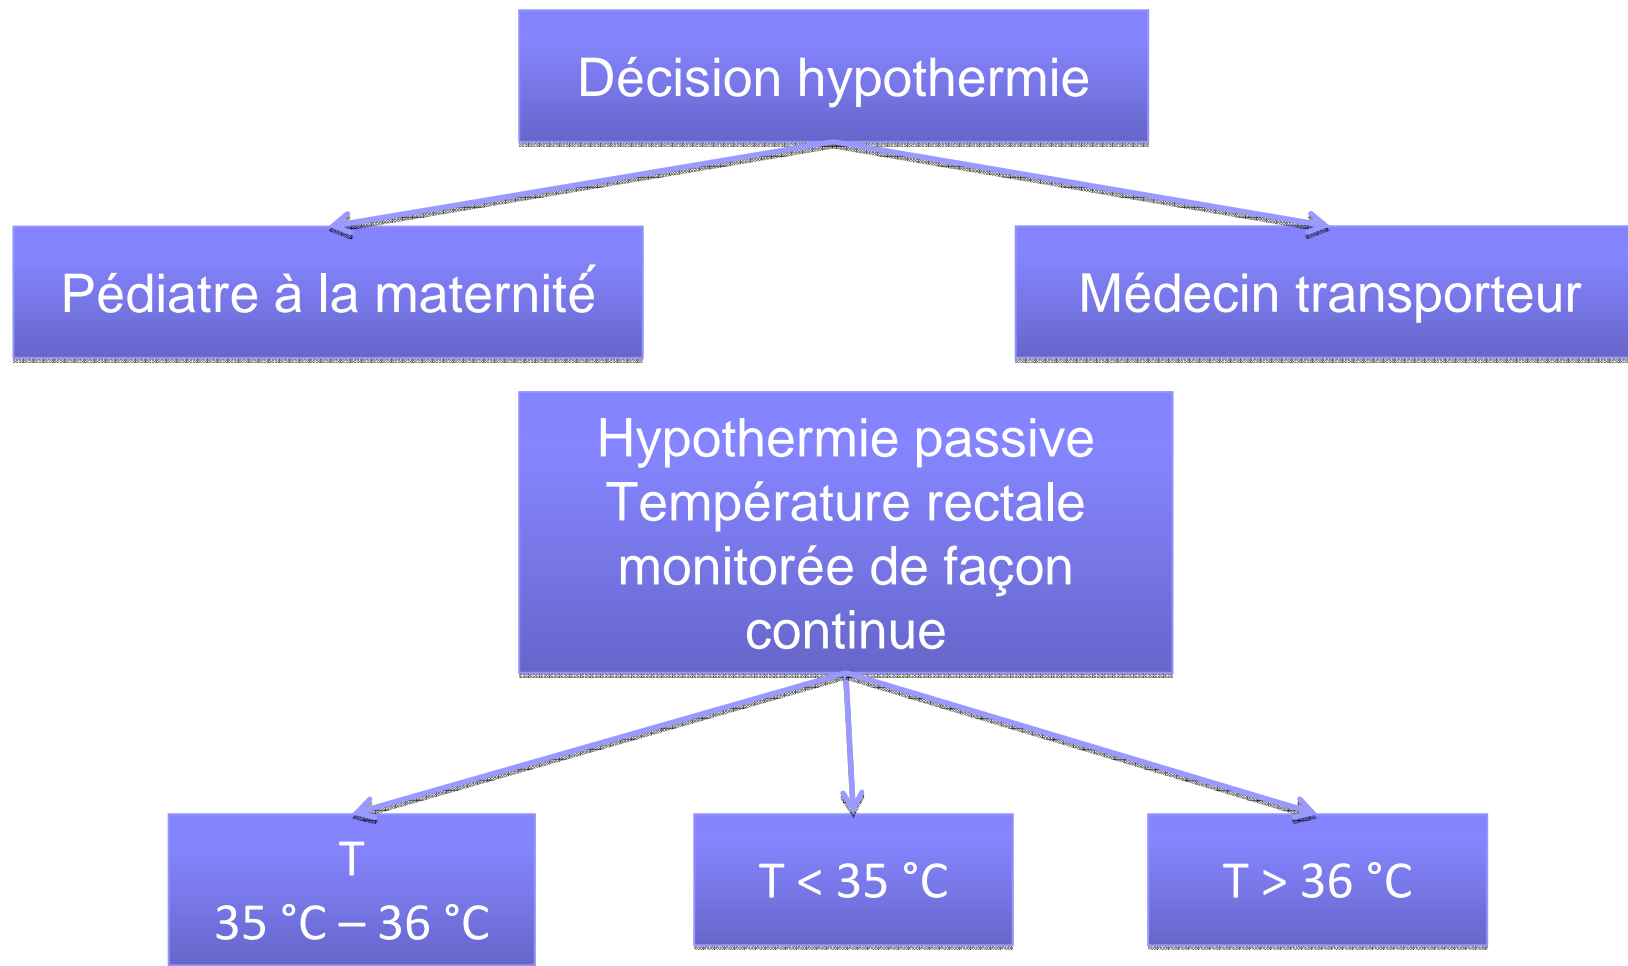 Décision hypothermie
Pédiatre à la maternité
Médecin transporteur
Hypothermie passive
Température rectale
monitorée de façon
continue
T
35 °C – 36 °C
T < 35 °C
T > 36 °C